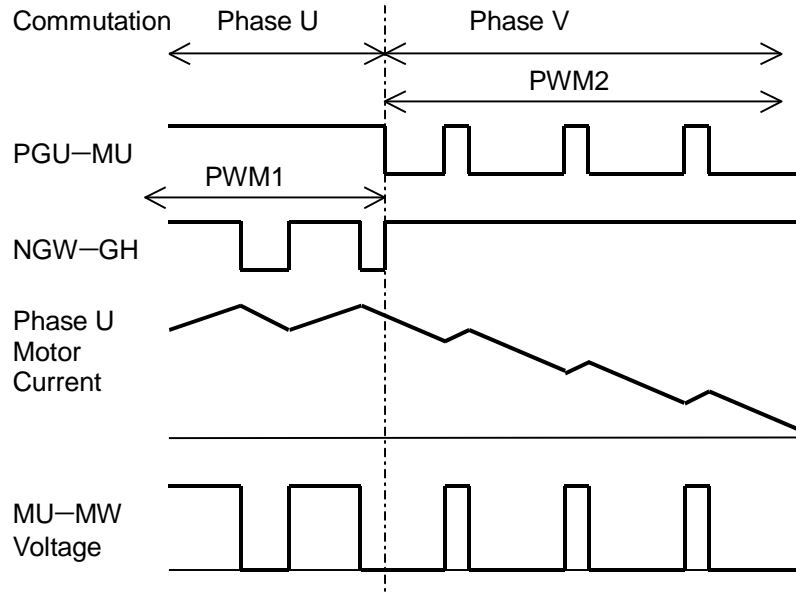 Commutation Phase U Phase V
PWM2
PGU—MU
PWM1
NGW—GH
Phase U
Motor
Current
MU—MW
Voltage